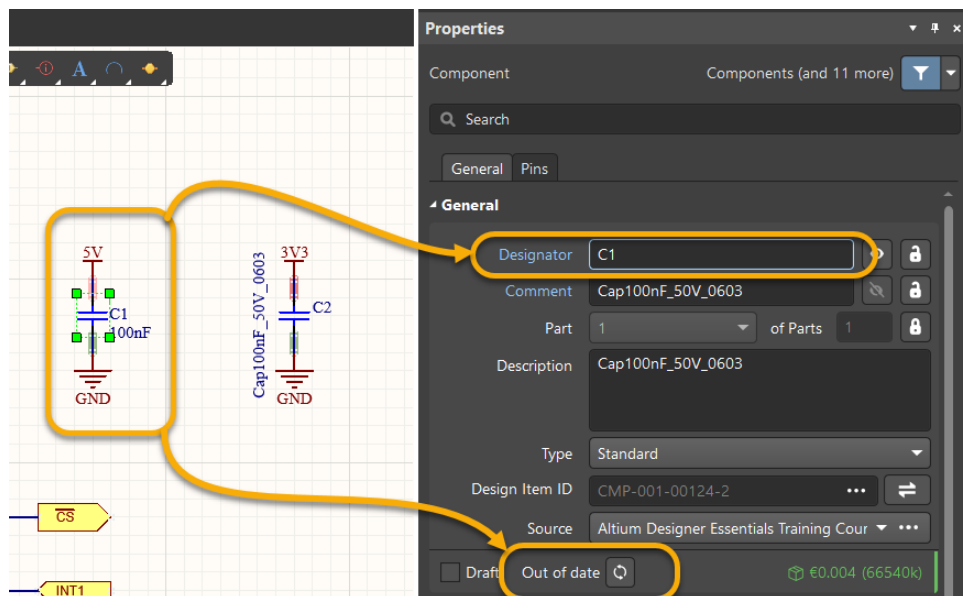 A
5V
C1
100nF
GND
Cap100nF_50V_0603
3V3
C2
GND
CS
INT1
Properties
Component
Components (and 11 more)
Search
General
Pins
General
Designator
C1
Comment
Cap100nF_50V_0603
Part
1
of Parts
1
Description
Cap100nF_50V_0603
Type
Standard
Design Item ID
CMP-001-00124-2
Source
Altium Designer Essentials Training Cour
Draft
Out of date
€0.004 (66540k)